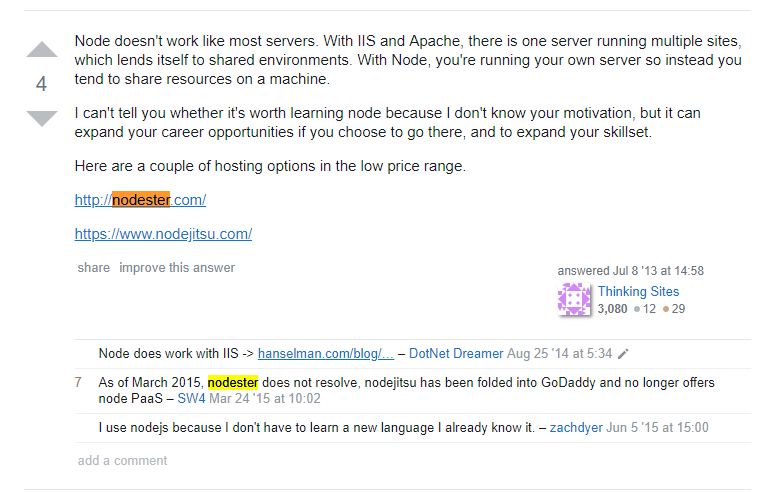 Node doesn't work like most servers. With IIS and Apache, there is one server running multiple sites,
which lends itself to shared environments. With Node, you're running your own server so instead you
tend to share resources on a machine.
4
I can't tell you whether it's worth learning node because I don't know your motivation, but it can
expand your career opportunities if you choose to go there, and to expand your skillset.
Here are a couple of hosting options in the low price range.
http://nodester.com/
https://www.nodejitsu.com/
share improve this answer
answered Jul 8 '13 at 14:58
Thinking Sites
3,080 ●12 ●29
Node does work with IIS -> hanselman.com/blog/… – DotNet Dreamer Aug 25 '14 at 5:34
7 As of March 2015, nodester does not resolve, nodejitsu has been folded into GoDaddy and no longer offers
node PaaS – SW4 Mar 24 '15 at 10:02
I use nodejs because I don't have to learn a new language I already know it. – zachdyer Jun 5 '15 at 15:00
add a comment